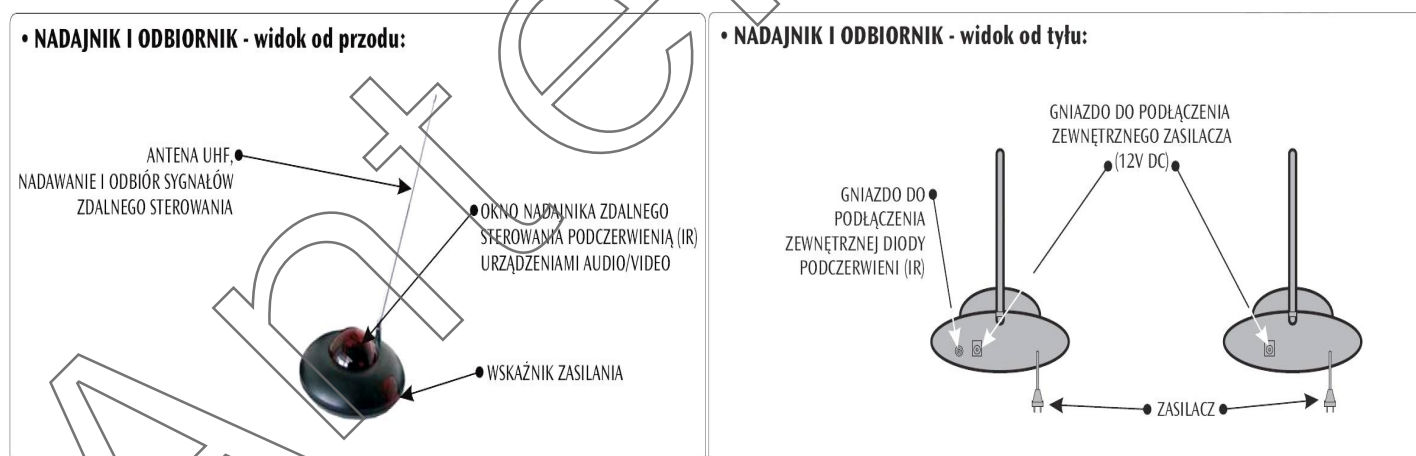 • NADAJNIK I ODBIORNIK - widok od przodu:
ANTENA UHF,
NADAWANIE I ODBIÓR SYGNAŁÓW
ZDALNEGO STEROWANIA
OKNO NADAJNIKA ZDALNEGO
STEROWANIA PODCZERWIENIĄ (IR)
URZĄDZENIAMI AUDIO/VIDEO
WSKAŹNIK ZASILANIA
• NADAJNIK I ODBIORNIK - widok od tyłu:
GNIAZDO DO PODŁĄCZENIA
ZEWNĘTRZNEGO ZASILACZA
(12V DC)
GNIAZDO DO
PODŁĄCZENIA
ZEWNĘTRZNEJ DIODY
PODCZERWIENI (IR)
ZASILACZ
Ante